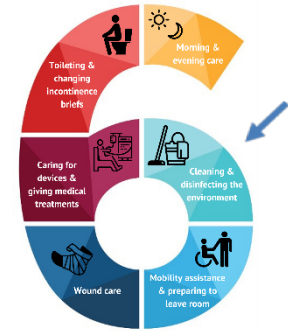 Morning &
evening care
Toileting &
changing
incontinence
briefs
Caring for
devices &
giving medical
treatments
Cleaning &
disinfecting the
environment
Wound care
Mobility assistance
& preparing to
leave room